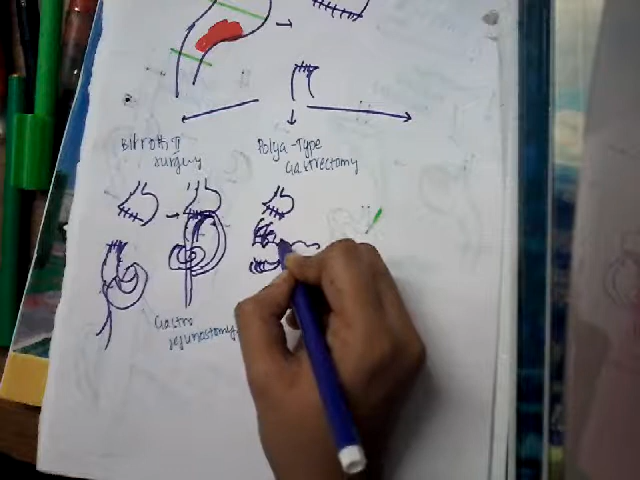 Billroth II
surgery
Polya-Type
Gastrectomy
Gastro
jejunostomy